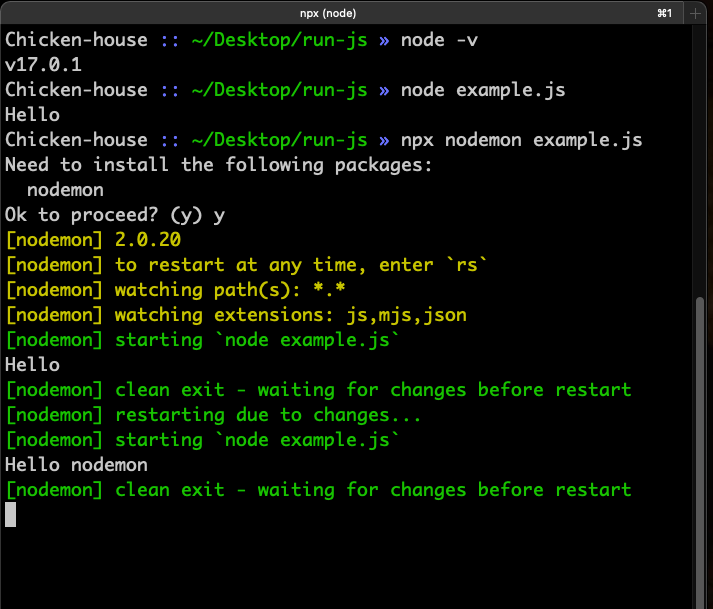 npx (node)
⌘1
+
Chicken-house :: ~/Desktop/run-js » node -v
v17.0.1
Chicken-house :: ~/Desktop/run-js » node example.js
Hello
Chicken-house :: ~/Desktop/run-js » npx nodemon example.js
Need to install the following packages:
  nodemon
Ok to proceed? (y) y
[nodemon] 2.0.20
[nodemon] to restart at any time, enter `rs`
[nodemon] watching path(s): *.*
[nodemon] watching extensions: js,mjs,json
[nodemon] starting `node example.js`
Hello
[nodemon] clean exit - waiting for changes before restart
[nodemon] restarting due to changes...
[nodemon] starting `node example.js`
Hello nodemon
[nodemon] clean exit - waiting for changes before restart